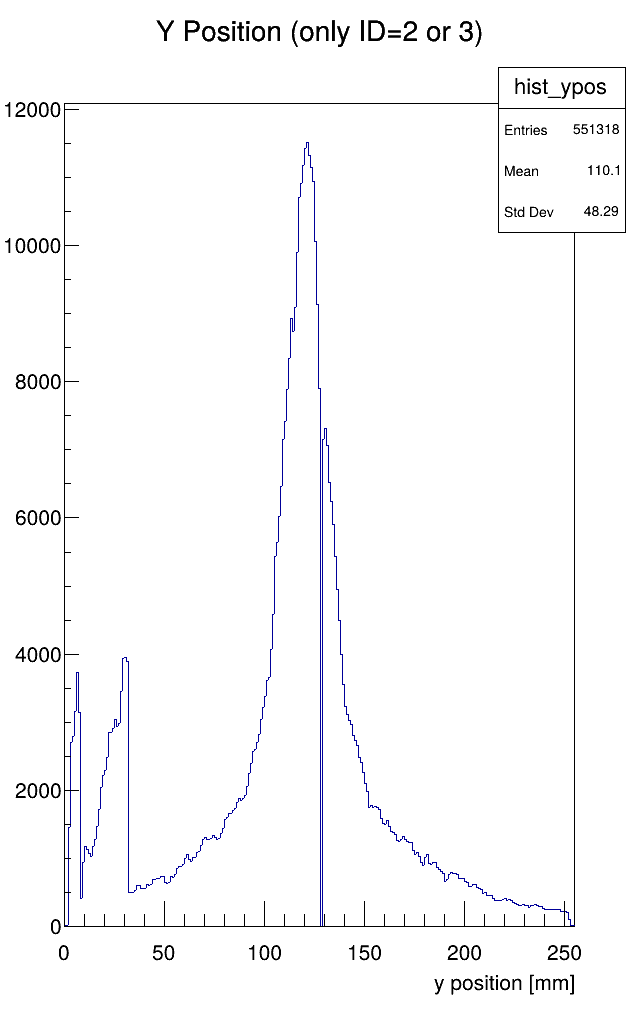 Y Position (only ID=2 or 3)
hist_ypos
Entries 551318
Mean 110.1
Std Dev 48.29
12000
10000
8000
6000
4000
2000
0
0 50 100 150 200 250
y position [mm]